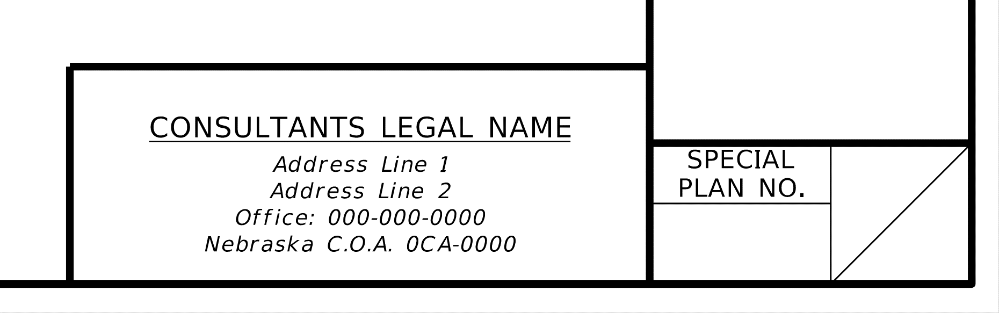 CONSULTANTS LEGAL NAME
Address Line 1
Address Line 2
Office: 000-000-0000
Nebraska C.O.A. 0CA-0000
SPECIAL
PLAN NO.